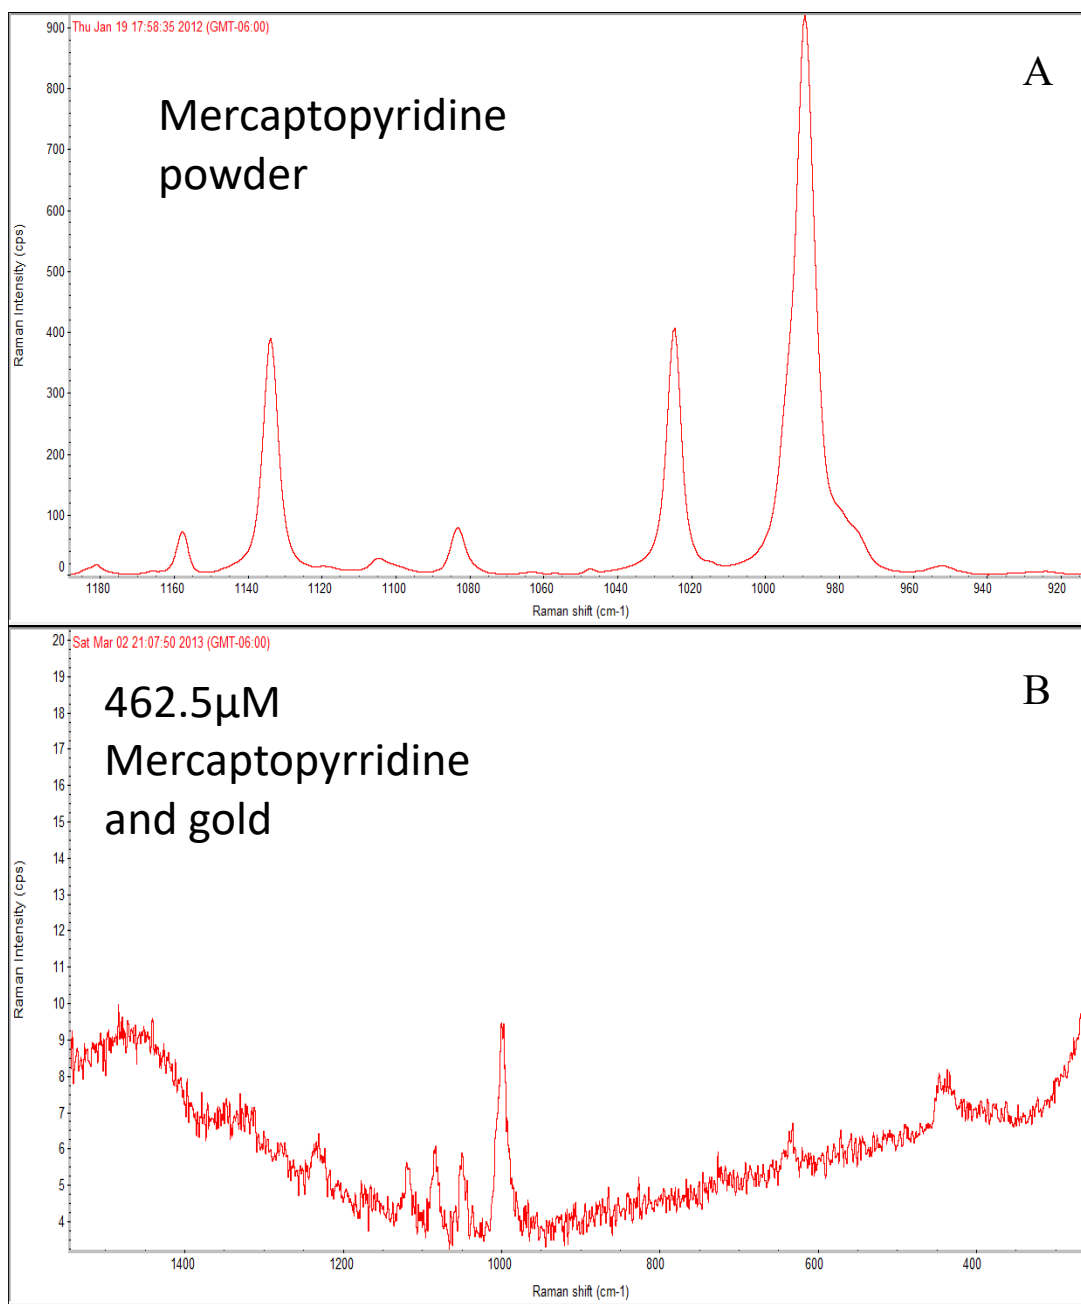 Thu Jan 19 17:58:35 2012 (GMT-06:00)
A
Mercaptopyridine
powder
900
800
700
600
500
400
300
200
100
0
Raman Intensity (cps)
1180 1160 1140 1120 1100 1080 1060 1040 1020 1000 980 960 940 920
Raman shift (cm-1)
Sat Mar 02 21:07:50 2013 (GMT-06:00)
B
462.5µM
Mercaptopyrridine
and gold
20
19
18
17
16
15
14
13
12
11
10
9
8
7
6
5
4
Raman Intensity (cps)
1400 1200 1000 800 600 400
Raman shift (cm-1)